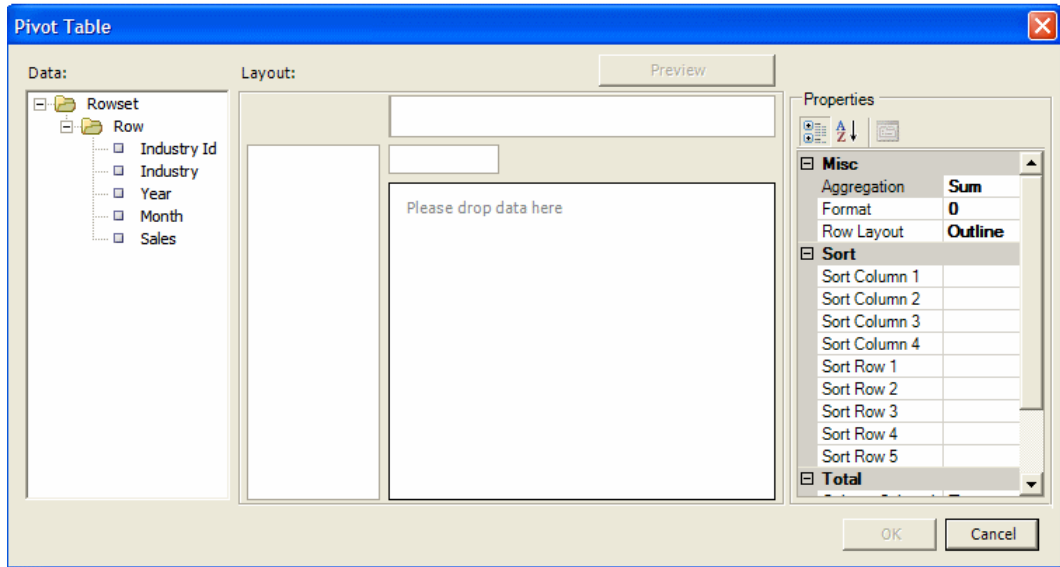 Pivot Table
Data:
Layout:
Preview
Rowset
Row
Industry Id
Industry
Year
Month
Sales
Please drop data here
Properties
Misc
Aggregation Sum
Format 0
Row Layout Outline
Sort
Sort Column 1
Sort Column 2
Sort Column 3
Sort Column 4
Sort Row 1
Sort Row 2
Sort Row 3
Sort Row 4
Sort Row 5
Total
OK
Cancel